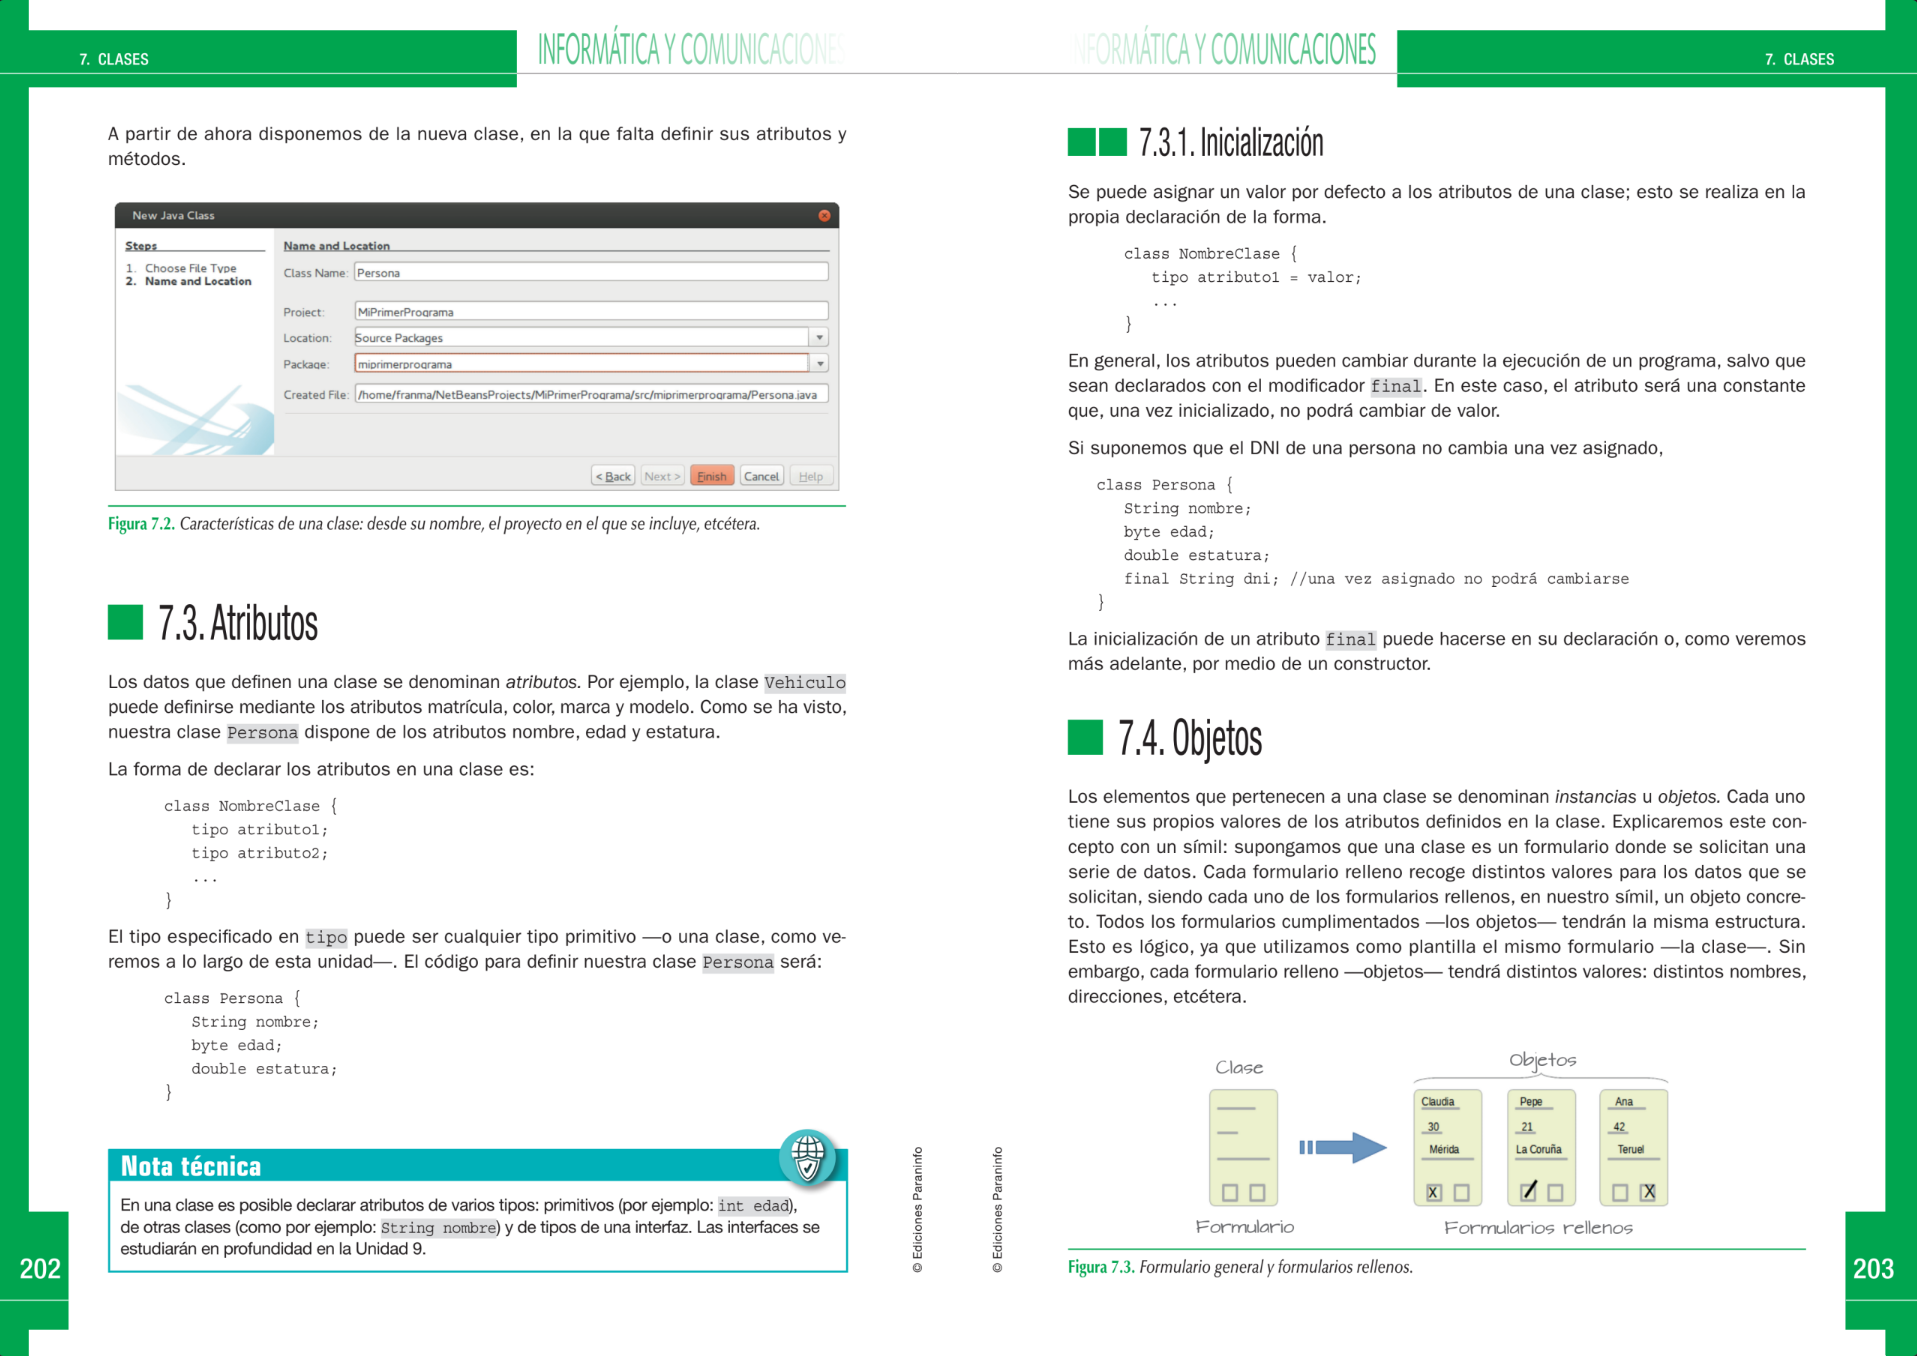 7. CLASES
INFORMÁTICA Y COMUNICACIONES
A partir de ahora disponemos de la nueva clase, en la que falta definir sus atributos y
métodos.
New Java Class
Steps
1. Choose File Type
2. Name and Location
Name and Location
Class Name: Persona
Project: MiPrimerPrograma
Location: Source Packages
Package: miprimerprograma
Created File: /home/franma/NetBeansProjects/MiPrimerPrograma/src/miprimerprograma/Persona.java
< Back Next > Finish Cancel Help
Figura 7.2. Características de una clase: desde su nombre, el proyecto en el que se incluye, etcétera.
7.3. Atributos
Los datos que definen una clase se denominan atributos. Por ejemplo, la clase Vehiculo
puede definirse mediante los atributos matrícula, color, marca y modelo. Como se ha visto,
nuestra clase Persona dispone de los atributos nombre, edad y estatura.
La forma de declarar los atributos en una clase es:
class NombreClase {
tipo atributo1;
tipo atributo2;
...
}
El tipo especificado en tipo puede ser cualquier tipo primitivo —o una clase, como ve-
remos a lo largo de esta unidad—. El código para definir nuestra clase Persona será:
class Persona {
String nombre;
byte edad;
double estatura;
}
Nota técnica
En una clase es posible declarar atributos de varios tipos: primitivos (por ejemplo: int edad),
de otras clases (como por ejemplo: String nombre) y de tipos de una interfaz. Las interfaces se
estudiarán en profundidad en la Unidad 9.
202
© Ediciones Paraninfo
INFORMÁTICA Y COMUNICACIONES
7. CLASES
7.3.1. Inicialización
Se puede asignar un valor por defecto a los atributos de una clase; esto se realiza en la
propia declaración de la forma.
class NombreClase {
tipo atributo1 = valor;
...
}
En general, los atributos pueden cambiar durante la ejecución de un programa, salvo que
sean declarados con el modificador final. En este caso, el atributo será una constante
que, una vez inicializado, no podrá cambiar de valor.
Si suponemos que el DNI de una persona no cambia una vez asignado,
class Persona {
String nombre;
byte edad;
double estatura;
final String dni; //una vez asignado no podrá cambiarse
}
La inicialización de un atributo final puede hacerse en su declaración o, como veremos
más adelante, por medio de un constructor.
7.4. Objetos
Los elementos que pertenecen a una clase se denominan instancias u objetos. Cada uno
tiene sus propios valores de los atributos definidos en la clase. Explicaremos este con-
cepto con un símil: supongamos que una clase es un formulario donde se solicitan una
serie de datos. Cada formulario relleno recoge distintos valores para los datos que se
solicitan, siendo cada uno de los formularios rellenos, en nuestro símil, un objeto concre-
to. Todos los formularios cumplimentados —los objetos— tendrán la misma estructura.
Esto es lógico, ya que utilizamos como plantilla el mismo formulario —la clase—. Sin
embargo, cada formulario relleno —objetos— tendrá distintos valores: distintos nombres,
direcciones, etcétera.
Clase
Objetos
Claudia Pepe Ana
30 21 42
Mérida La Coruña Teruel
X X
Formulario
Formularios rellenos
Figura 7.3. Formulario general y formularios rellenos.
© Ediciones Paraninfo
203